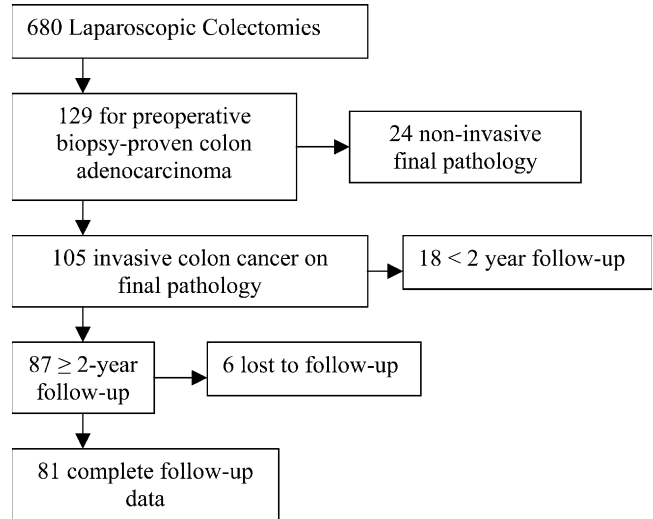 680 Laparoscopic Colectomies
129 for preoperative
biopsy-proven colon
adenocarcinoma
24 non-invasive
final pathology
105 invasive colon cancer on
final pathology
18 < 2 year follow-up
87 ≥ 2-year
follow-up
6 lost to follow-up
81 complete follow-up
data